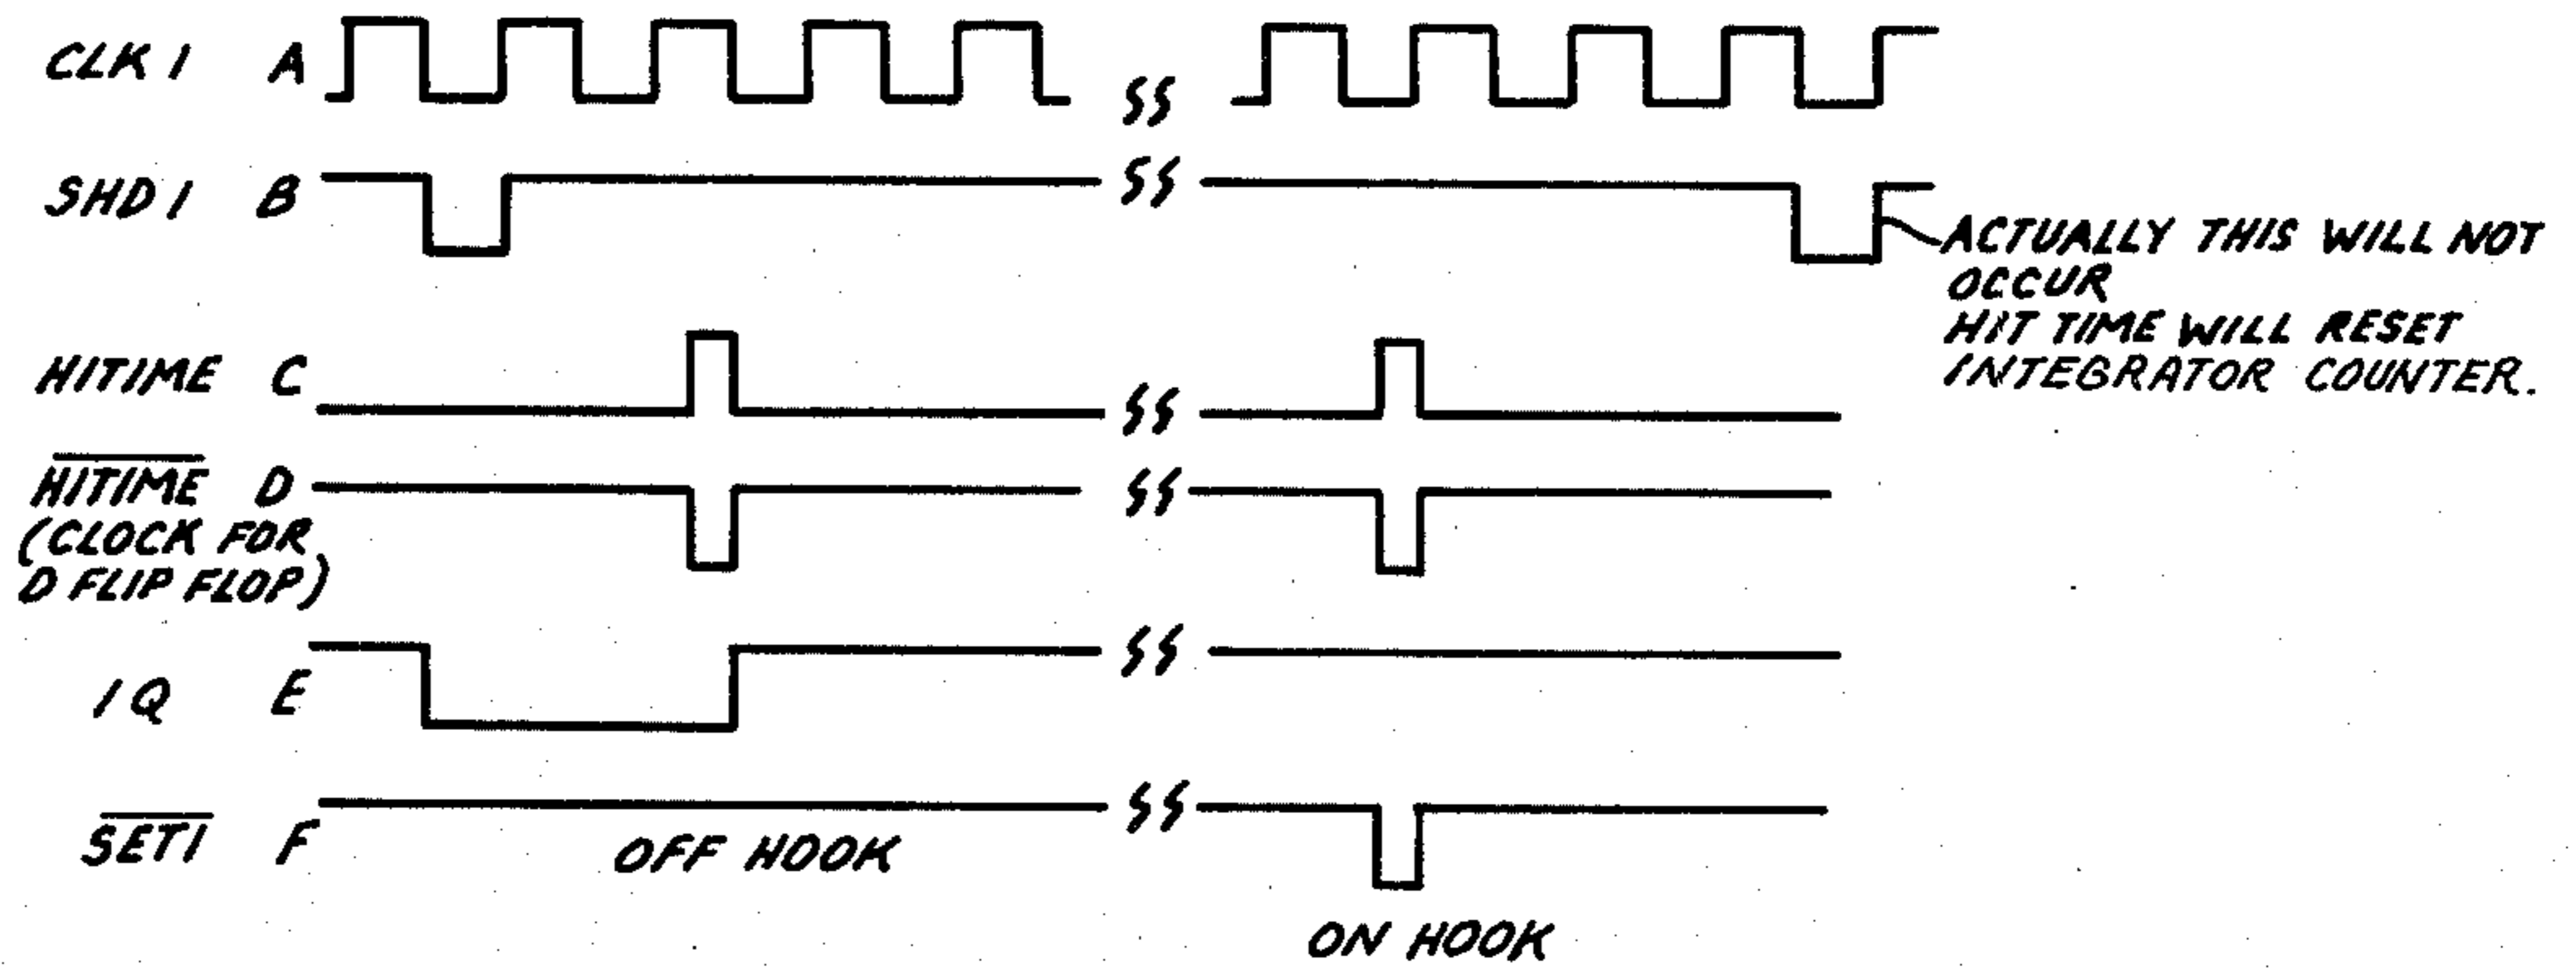 CLK 1 A
SHD 1 B
ACTUALLY THIS WILL NOT
OCCUR
HIT TIME WILL RESET
INTEGRATOR COUNTER.
HITIME C
HITIME D
(CLOCK FOR
D FLIP FLOP)
1Q E
SET1 F
OFF HOOK
ON HOOK